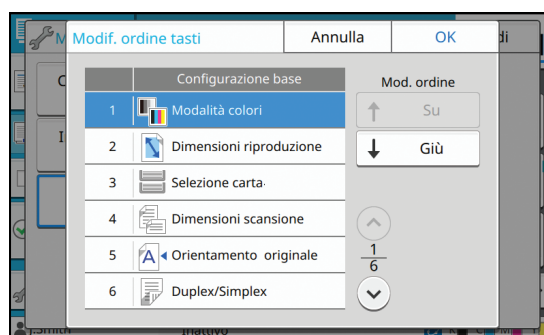 Modif. ordine tasti
Annulla
OK
Configurazione base
Mod. ordine
1 Modalità colori
Su
2 Dimensioni riproduzione
Giù
3 Selezione carta
4 Dimensioni scansione
5 A Orientamento originale
1
6
6 Duplex/Simplex